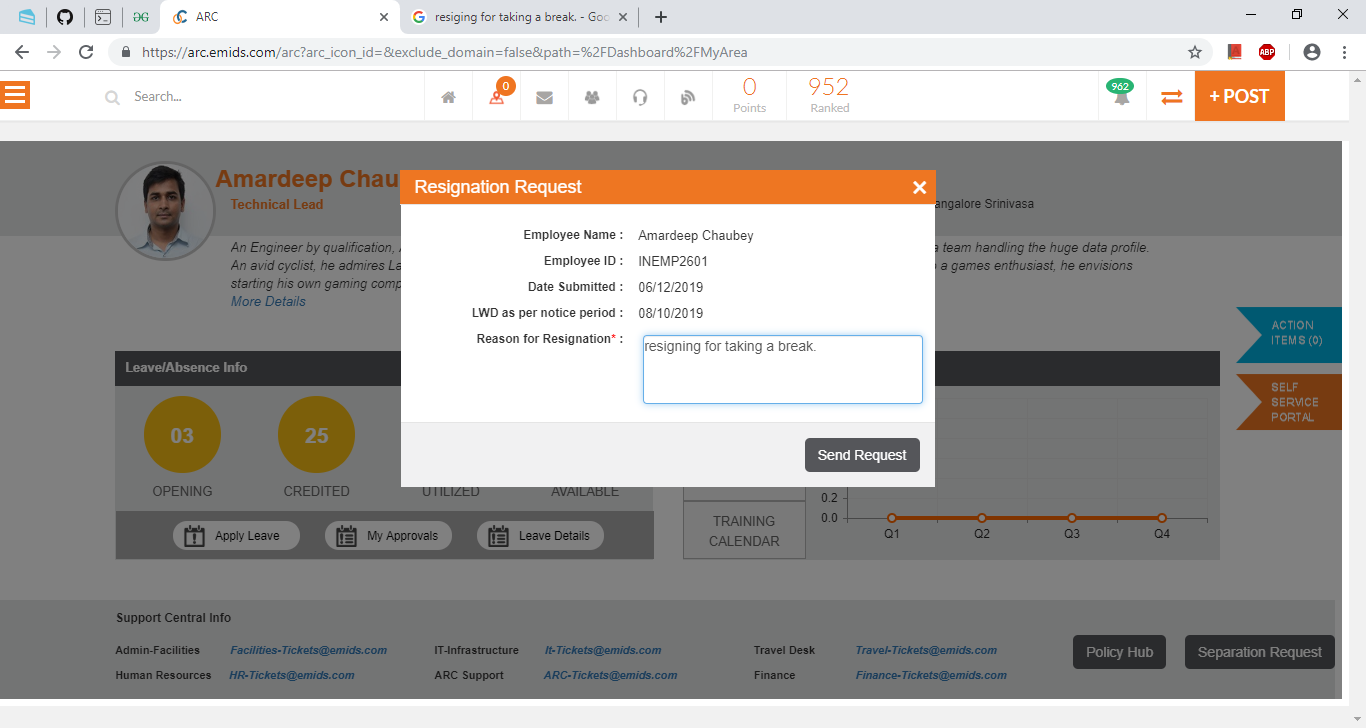 ARC
resiging for taking a break. - Goo
https://arc.emids.com/arc?arc_icon_id=&exclude_domain=false&path=%2FDashboard%2FMyArea
ABP
Search...
0
0
Points
952
Ranked
962
+ POST
Amardeep Chau
Technical Lead
angalore Srinivasa
An Engineer by qualification,
a team handling the huge data profile.
An avid cyclist, he admires La
a games enthusiast, he envisions
starting his own gaming comp
More Details
Resignation Request
Employee Name : Amardeep Chaubey
Employee ID : INEMP2601
Date Submitted : 06/12/2019
LWD as per notice period : 08/10/2019
Reason for Resignation* : resigning for taking a break.
Send Request
ACTION
ITEMS (0)
SELF
SERVICE
PORTAL
Leave/Absence Info
03
25
OPENING
CREDITED
UTILIZED
AVAILABLE
Apply Leave
My Approvals
Leave Details
TRAINING
CALENDAR
0.2
0.0
Q1
Q2
Q3
Q4
Support Central Info
Admin-Facilities Facilities-Tickets@emids.com IT-Infrastructure It-Tickets@emids.com Travel Desk Travel-Tickets@emids.com
Human Resources HR-Tickets@emids.com ARC Support ARC-Tickets@emids.com Finance Finance-Tickets@emids.com
Policy Hub
Separation Request